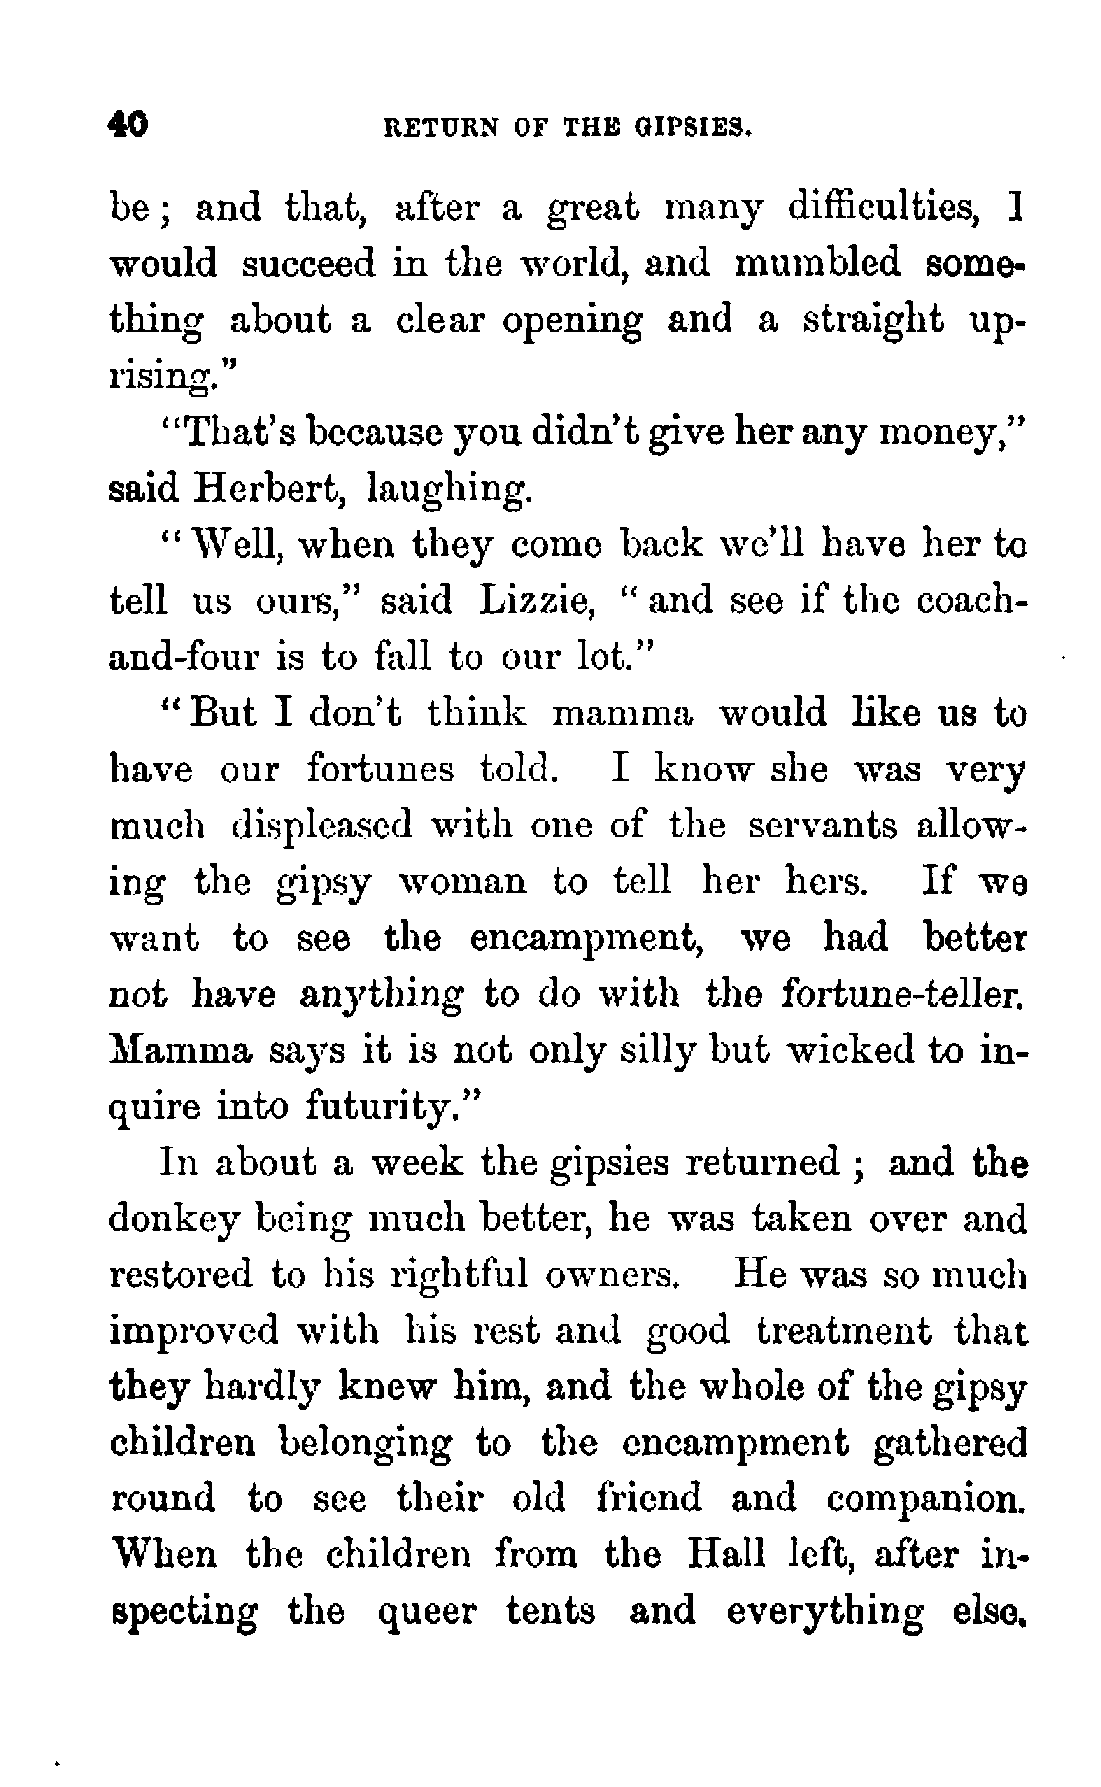 40 RETURN OF THE GIPSIES.
be; and that, after a great many difficulties, I
would succeed in the world, and mumbled some-
thing about a clear opening and a straight up-
rising."
"That's because you didn't give her any money,"
said Herbert, laughing.
"Well, when they come back we'll have her to
tell us ours," said Lizzie, "and see if the coach-
and-four is to fall to our lot."
"But I don't think mamma would like us to
have our fortunes told. I know she was very
much displeased with one of the servants allow-
ing the gipsy woman to tell her hers. If we
want to see the encampment, we had better
not have anything to do with the fortune-teller.
Mamma says it is not only silly but wicked to in-
quire into futurity."
In about a week the gipsies returned; and the
donkey being much better, he was taken over and
restored to his rightful owners. He was so much
improved with his rest and good treatment that
they hardly knew him, and the whole of the gipsy
children belonging to the encampment gathered
round to see their old friend and companion.
When the children from the Hall left, after in-
specting the queer tents and everything else,